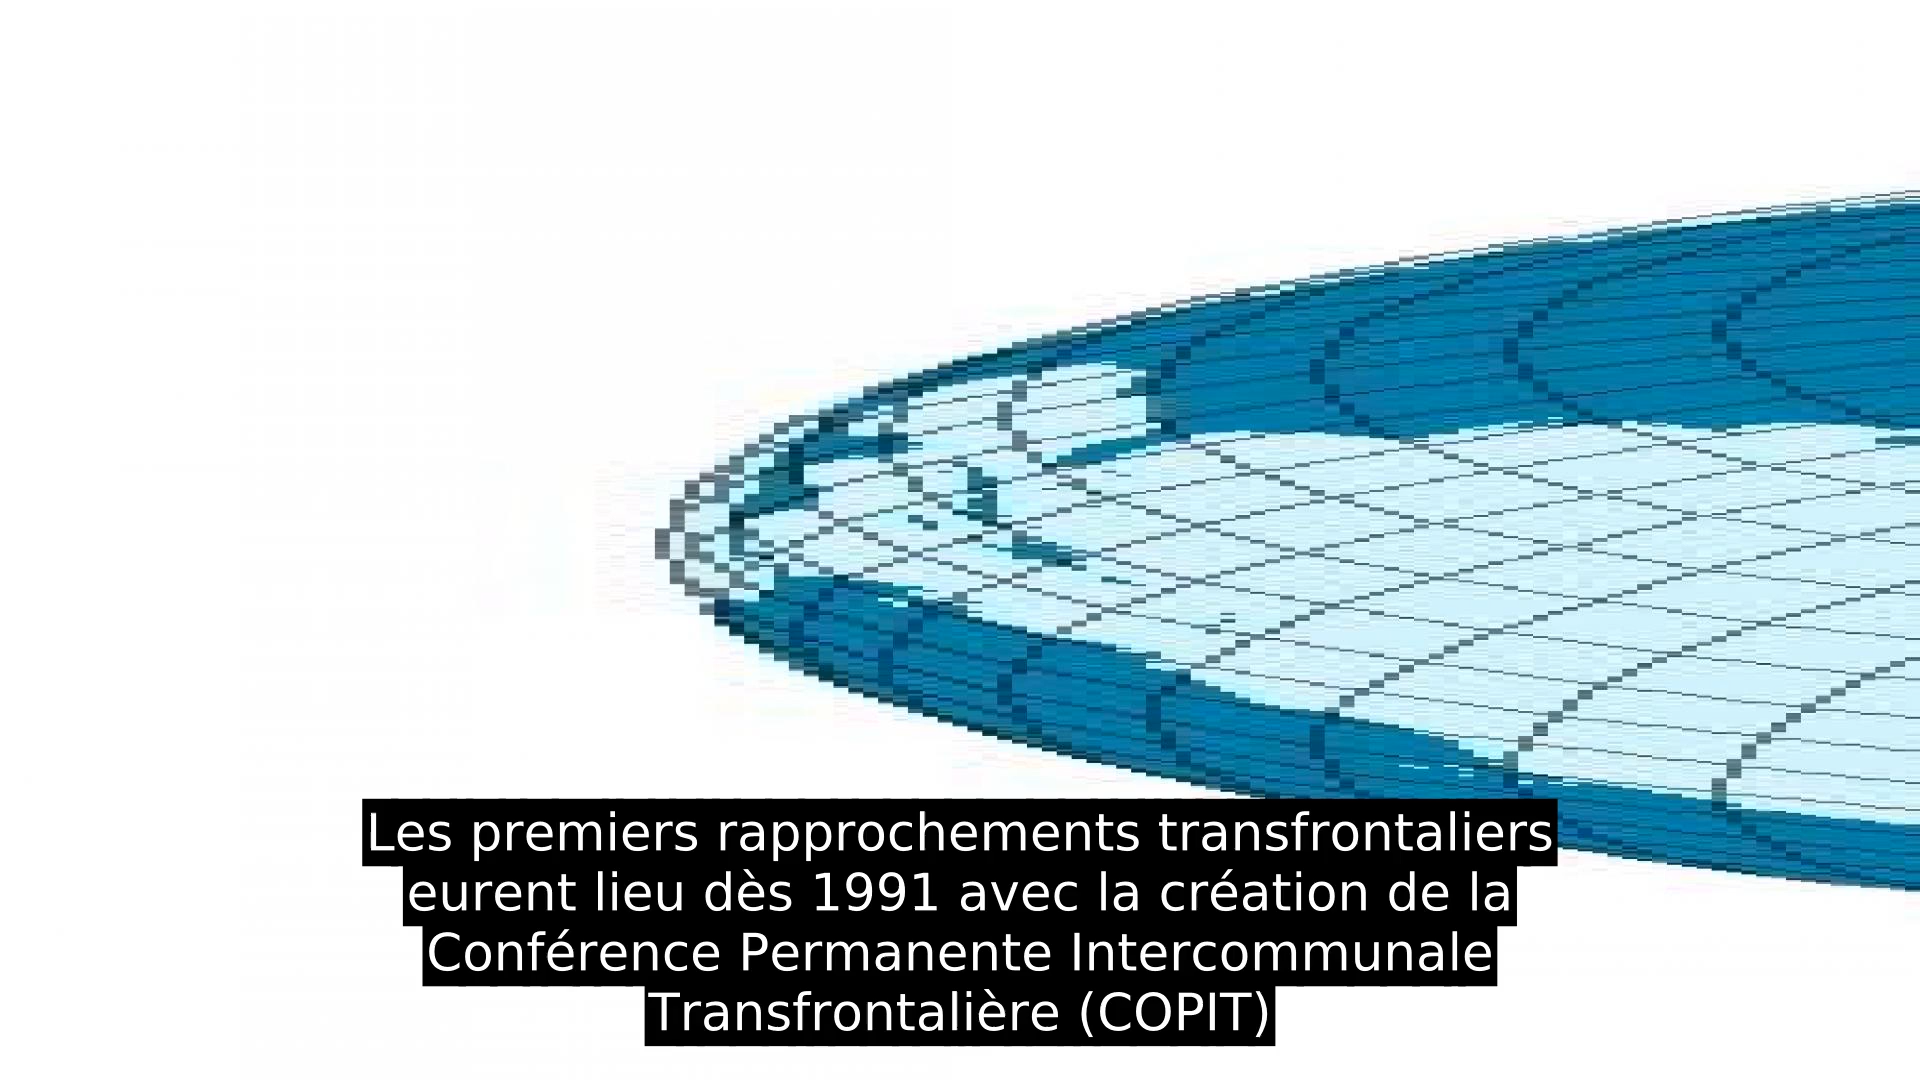 Les premiers rapprochements transfrontaliers
eurent lieu dès 1991 avec la création de la
Conférence Permanente Intercommunale
Transfrontalière (COPIT)